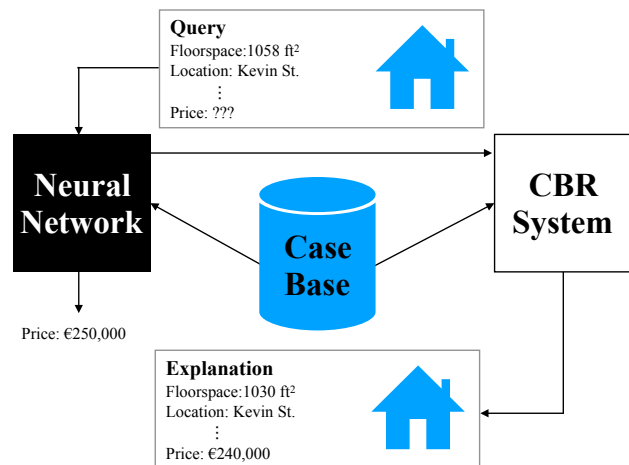 Query
Floorspace:1058 ft²
Location: Kevin St.
⋮
Price: ???
Neural
Network
CBR
System
Case
Base
Price: €250,000
Explanation
Floorspace:1030 ft²
Location: Kevin St.
⋮
Price: €240,000